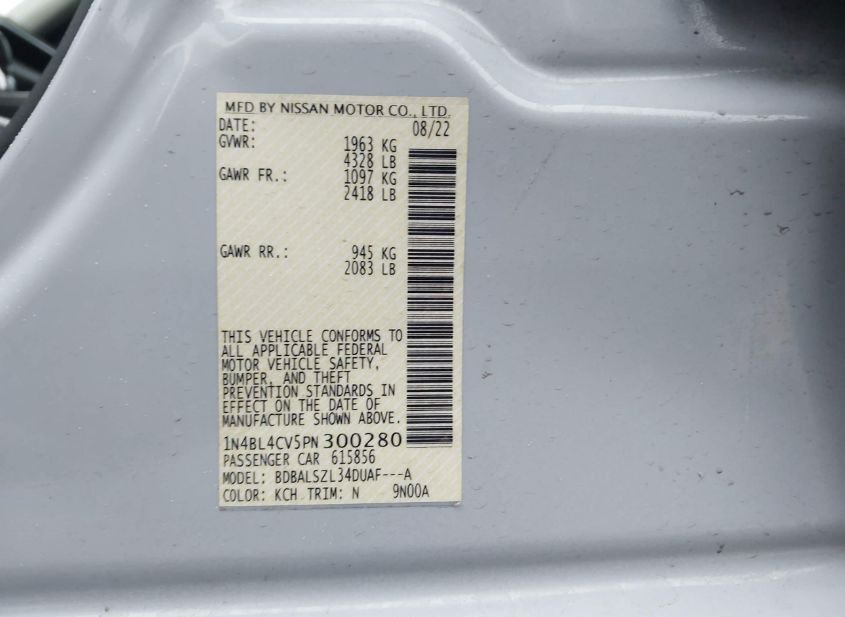 MFD BY NISSAN MOTOR CO., LTD.
DATE: 08/22
GVWR: 1963 KG
4328 LB
GAWR FR.: 1097 KG
2418 LB
GAWR RR.: 945 KG
2083 LB
THIS VEHICLE CONFORMS TO
ALL APPLICABLE FEDERAL
MOTOR VEHICLE SAFETY,
BUMPER, AND THEFT
PREVENTION STANDARDS IN
EFFECT ON THE DATE OF
MANUFACTURE SHOWN ABOVE.
1N4BL4CV5PN300280
PASSENGER CAR 615856
MODEL: BDBALSZL34DUAF---A
COLOR: KCH TRIM: N 9N00A